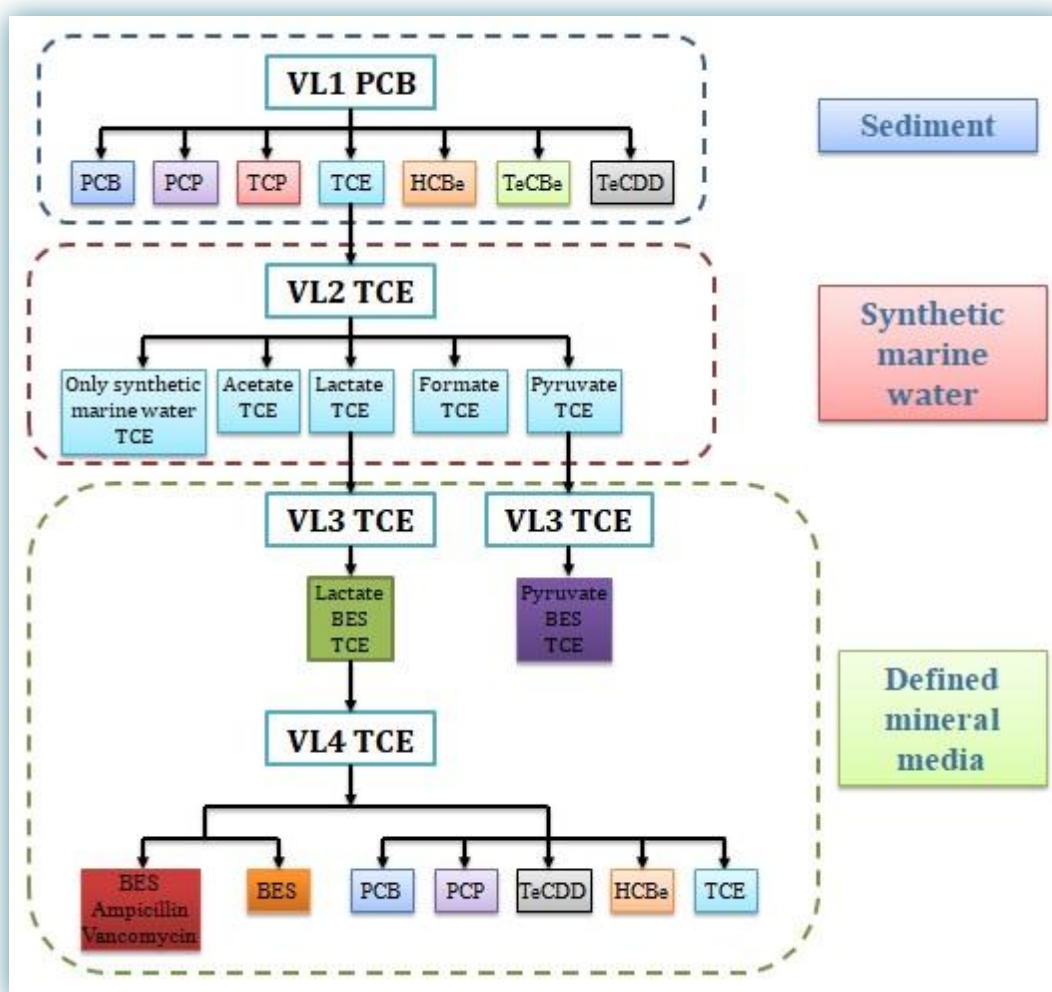 VL1 PCB
Sediment
PCB
PCP
TCP
TCE
HCBe
TeCBe
TeCDD
VL2 TCE
Synthetic
marine
water
Only synthetic
marine water
TCE
Acetate
TCE
Lactate
TCE
Formate
TCE
Pyruvate
TCE
VL3 TCE
VL3 TCE
Lactate
BES
TCE
Pyruvate
BES
TCE
Defined
mineral
media
VL4 TCE
BES
Ampicillin
Vancomycin
BES
PCB
PCP
TeCDD
HCBe
TCE